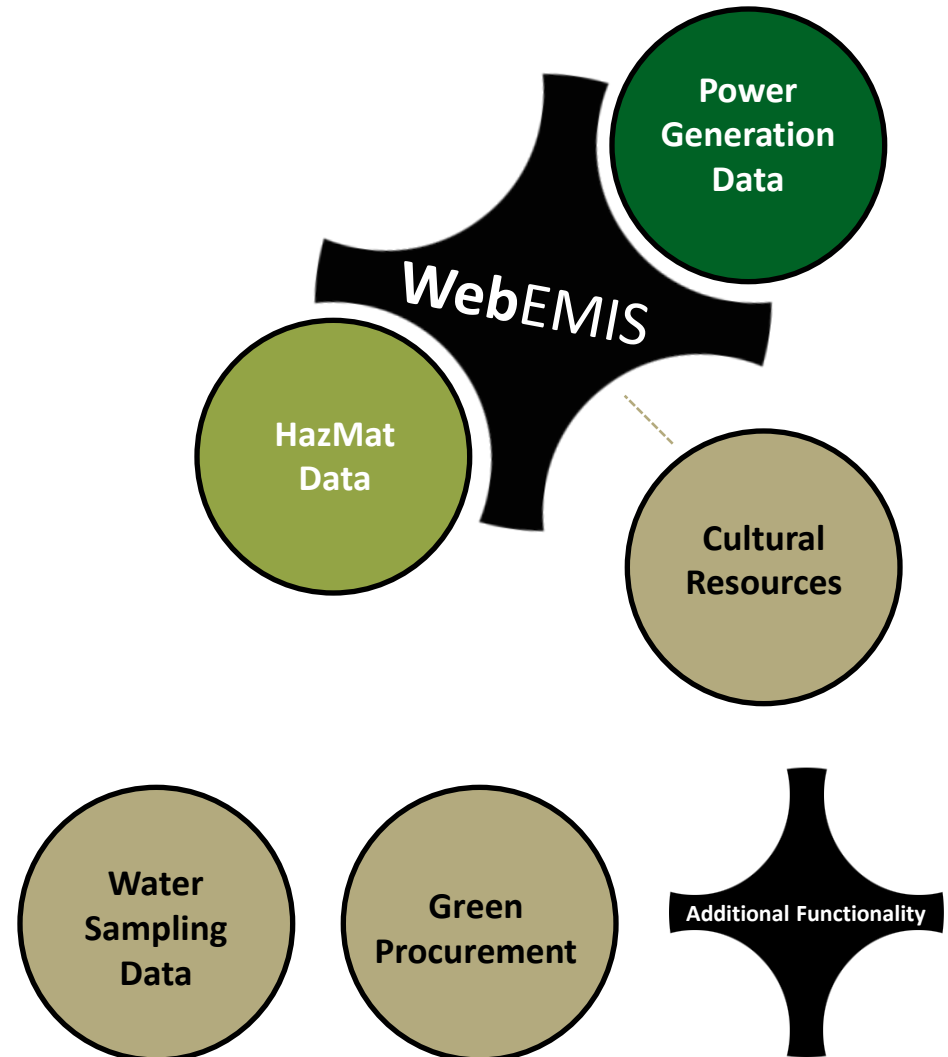 Power
Generation
Data
WebEMIS
HazMat
Data
Cultural
Resources
Water
Sampling
Data
Green
Procurement
Additional Functionality